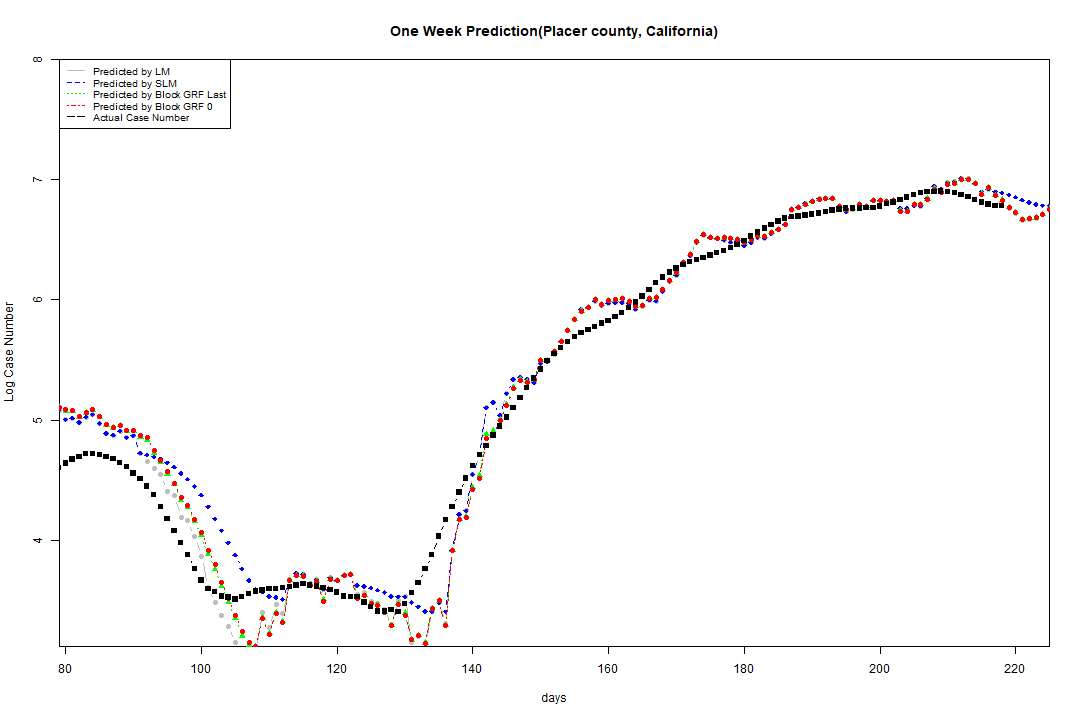 One Week Prediction(Placer county, California)
Predicted by LM
Predicted by SLM
Predicted by Block GRF Last
Predicted by Block GRF 0
Actual Case Number
8
7
6
5
4
Log Case Number
80 100 120 140 160 180 200 220
days